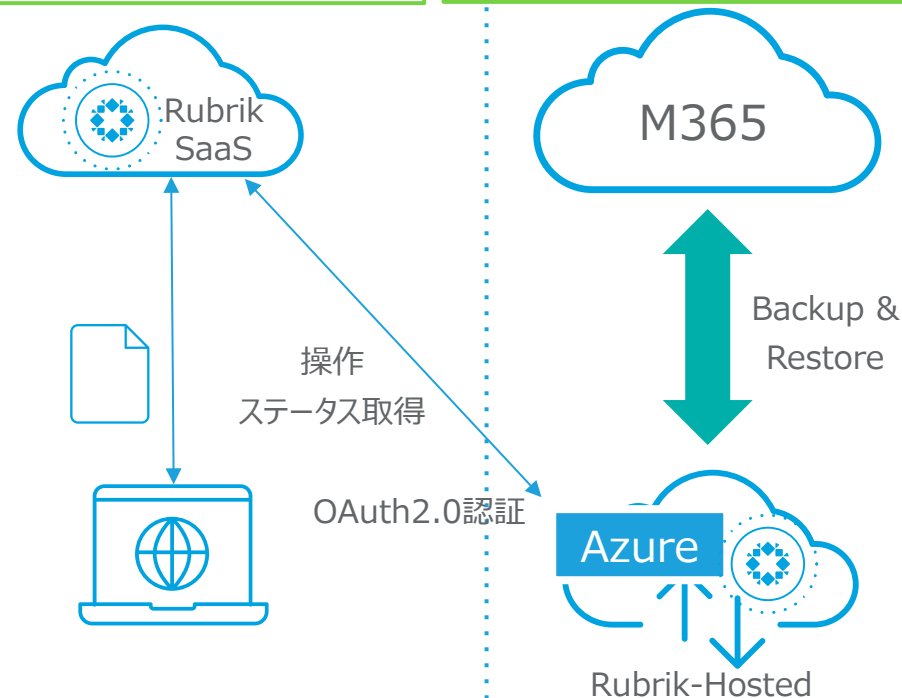 Rubrik
SaaS
M365
Backup &
Restore
操作
ステータス取得
OAuth2.0認証
Azure
Rubrik-Hosted